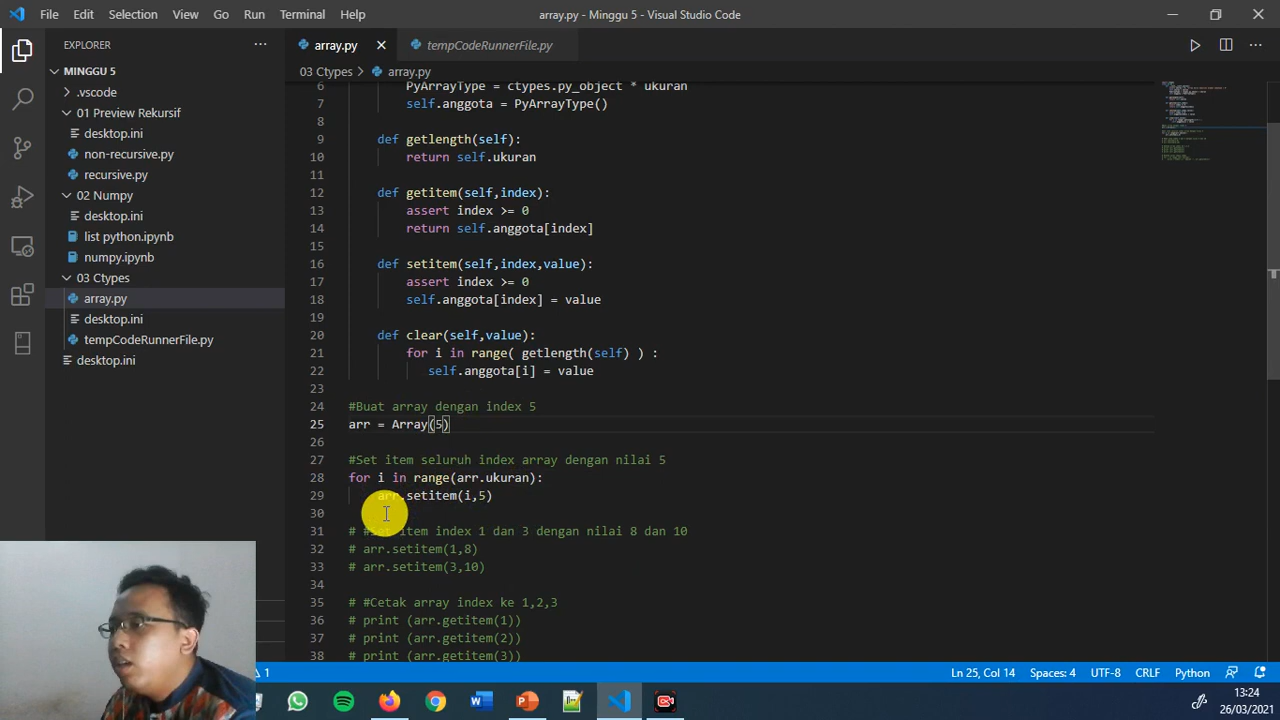 File Edit Selection View Go Run Terminal Help
array.py - Minggu 5 - Visual Studio Code
EXPLORER
MINGGU 5
.vscode
01 Preview Rekursif
desktop.ini
non-recursive.py
recursive.py
02 Numpy
desktop.ini
list python.ipynb
numpy.ipynb
03 Ctypes
array.py
desktop.ini
tempCodeRunnerFile.py
desktop.ini
array.py
tempCodeRunnerFile.py
03 Ctypes > array.py
6 PyArrayType = ctypes.py_object * ukuran
7 self.anggota = PyArrayType()
8
9 def getlength(self):
10 return self.ukuran
11
12 def getitem(self,index):
13 assert index >= 0
14 return self.anggota[index]
15
16 def setitem(self,index,value):
17 assert index >= 0
18 self.anggota[index] = value
19
20 def clear(self,value):
21 for i in range( getlength(self) ) :
22 self.anggota[i] = value
23
24 #Buat array dengan index 5
25 arr = Array(5)
26
27 #Set item seluruh index array dengan nilai 5
28 for i in range(arr.ukuran):
29 arr.setitem(i,5)
30
31 # #Set item index 1 dan 3 dengan nilai 8 dan 10
32 # arr.setitem(1,8)
33 # arr.setitem(3,10)
34
35 # #Cetak array index ke 1,2,3
36 # print (arr.getitem(1))
37 # print (arr.getitem(2))
38 # print (arr.getitem(3))
1
Ln 25, Col 14 Spaces: 4 UTF-8 CRLF Python
13:24
26/03/2021